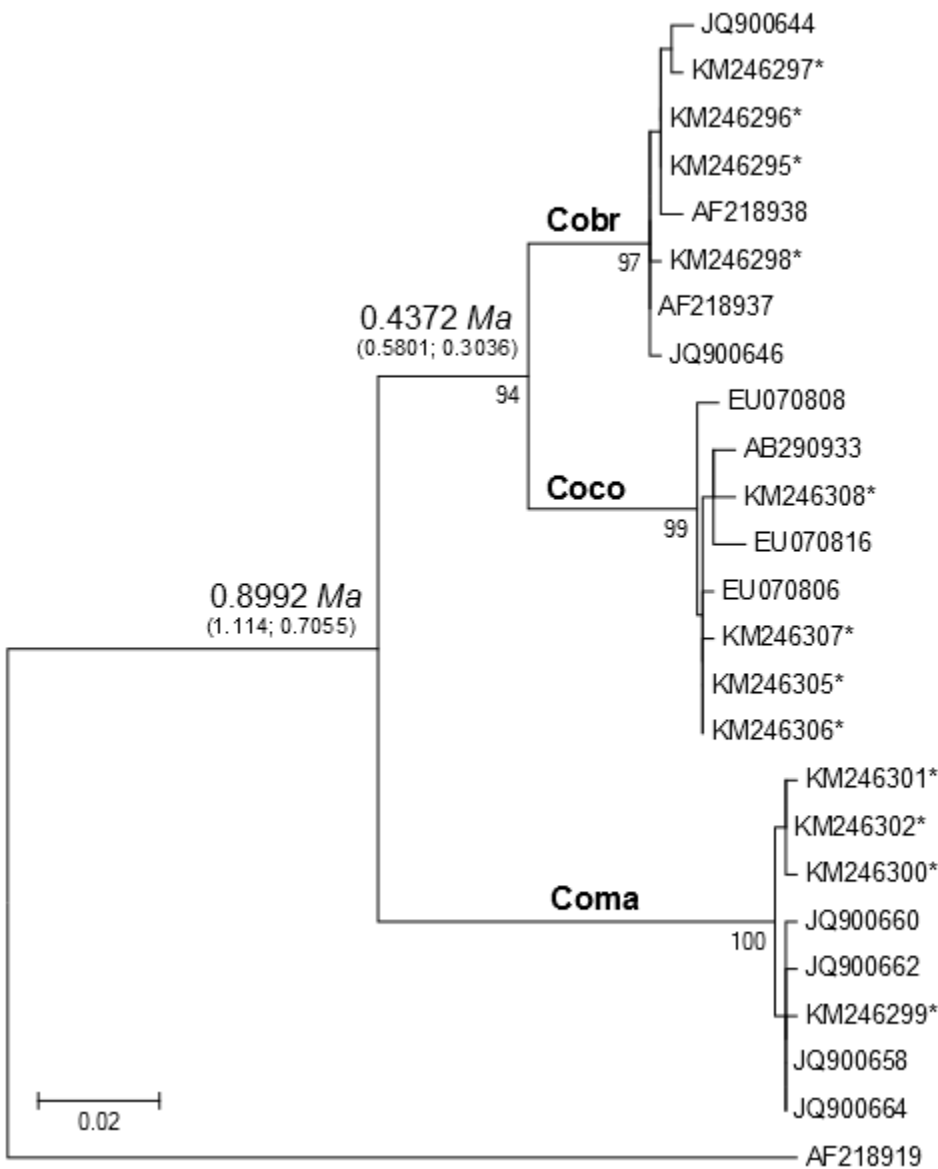 JQ900644
KM246297*
KM246296*
KM246295*
AF218938
Cobr
KM246298*
97
AF218937
0.4372 Ma
(0.5801; 0.3036)
JQ900646
94
EU070808
AB290933
Coco
KM246308*
99
EU070816
EU070806
0.8992 Ma
(1.114; 0.7055)
KM246307*
KM246305*
KM246306*
KM246301*
KM246302*
KM246300*
Coma
JQ900660
100
JQ900662
KM246299*
JQ900658
JQ900664
0.02
AF218919